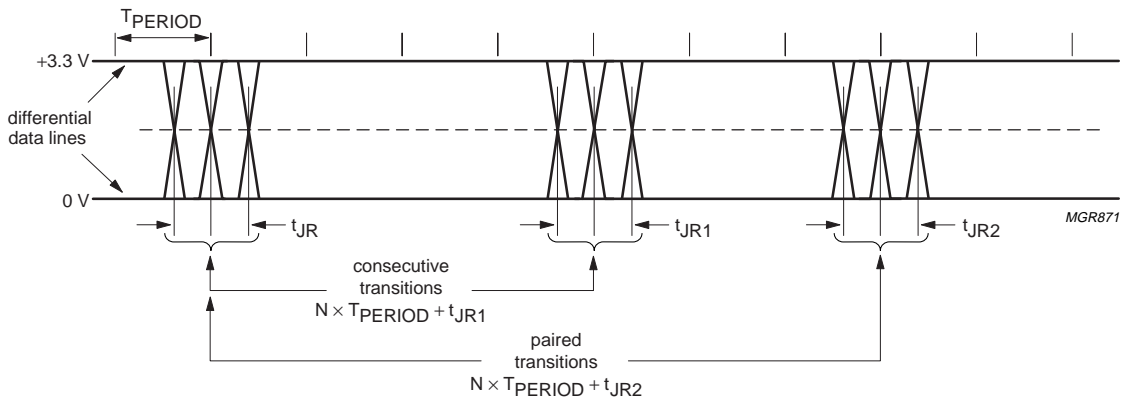 TPERIOD
+3.3 V
differential
data lines
0 V
tJR
tJR1
tJR2
MGR871
consecutive
transitions
N × TPERIOD + tJR1
paired
transitions
N × TPERIOD + tJR2